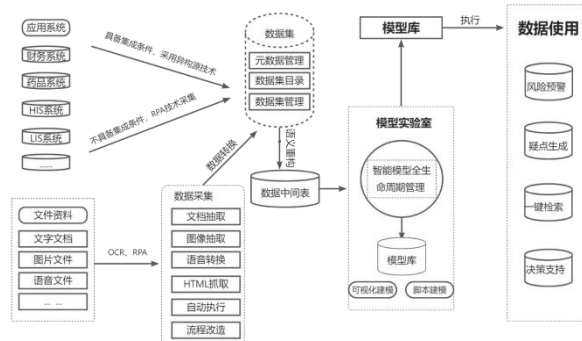 应用系统
财务系统
药品系统
HIS系统
LIS系统
……
具备集成条件，采用异构源技术
不具备集成条件，RPA技术采集
文件资料
文字文档
图片文件
语音文件
... ...
OCR、RPA
数据采集
文档抽取
图像抽取
语音转换
HTML抓取
自动执行
流程改造
数据转换
数据集
元数据管理
数据集目录
数据集管理
语义重构
数据中间表
模型库
执行
模型实验室
智能模型全生
命周期管理
模型库
可视化建模
脚本建模
数据使用
风险预警
疑点生成
一键检索
决策支持